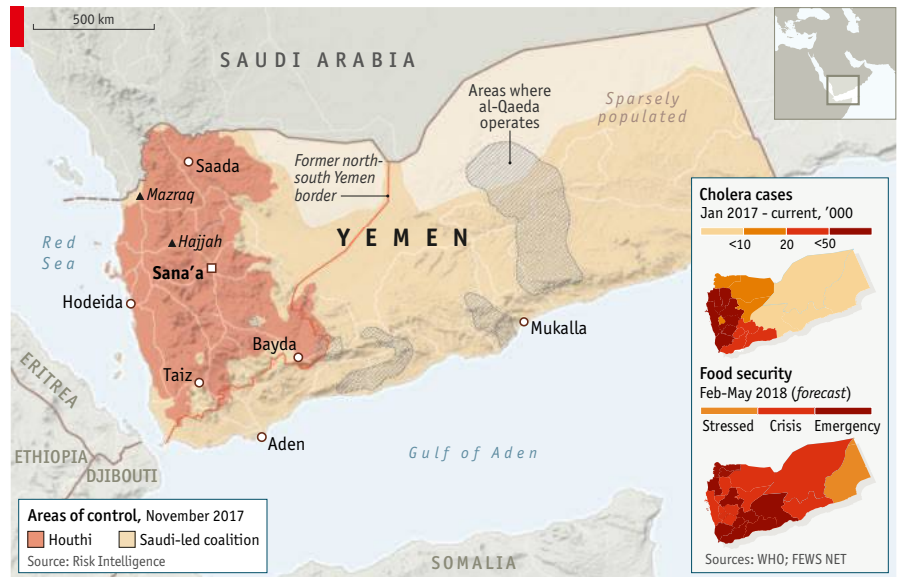 500 km
SAUDI ARABIA
Areas where
al-Qaeda
operates
Sparsely
populated
Former north-
south Yemen
border
Saada
Mazraq
Hajjah
Sana’a
YEMEN
Red
Sea
Hodeida
Bayda
Mukalla
Taiz
Aden
ERITREA
ETHIOPIA
DJIBOUTI
Gulf of Aden
SOMALIA
Areas of control, November 2017
Houthi
Saudi-led coalition
Source: Risk Intelligence
Cholera cases
Jan 2017 - current, ’000
<10 20 <50
Food security
Feb-May 2018 (forecast)
Stressed Crisis Emergency
Sources: WHO; FEWS NET